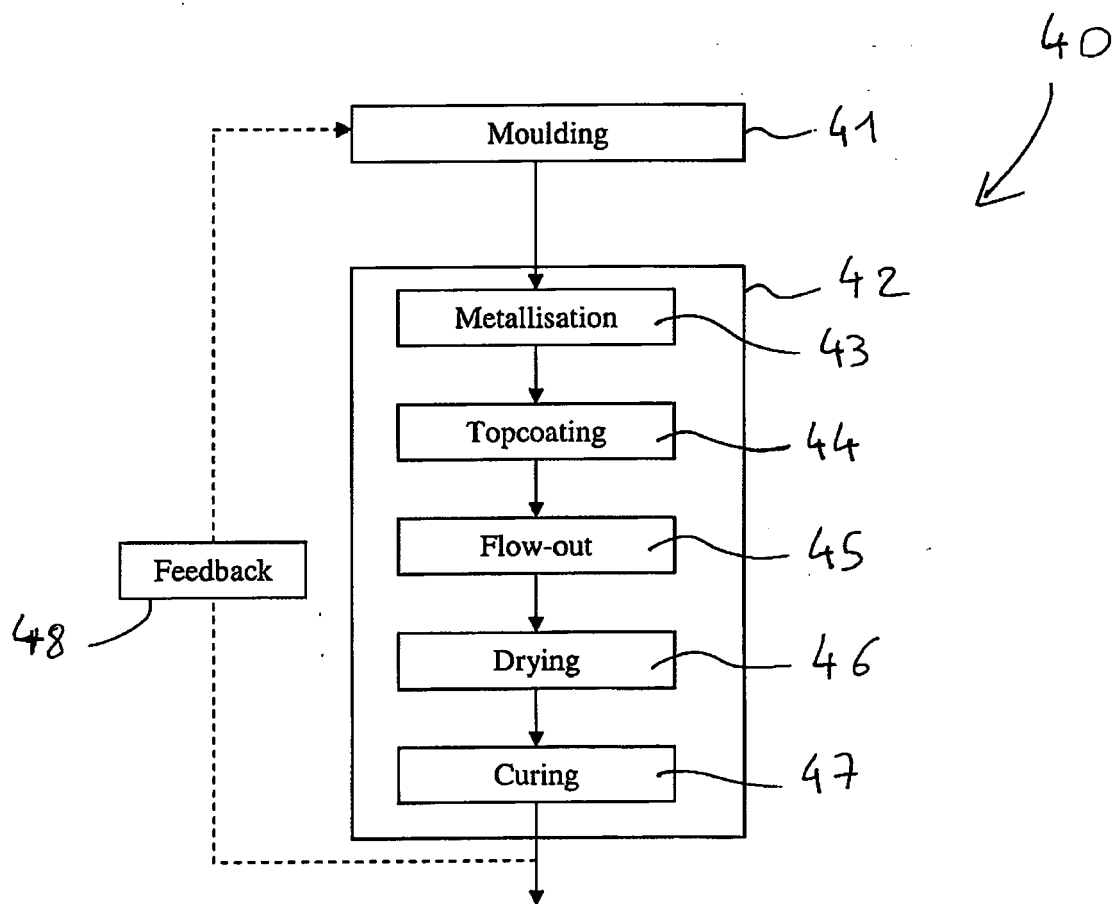 40
Moulding 41
42
Metallisation 43
Topcoating 44
Flow-out 45
Feedback
48
Drying 46
Curing 47